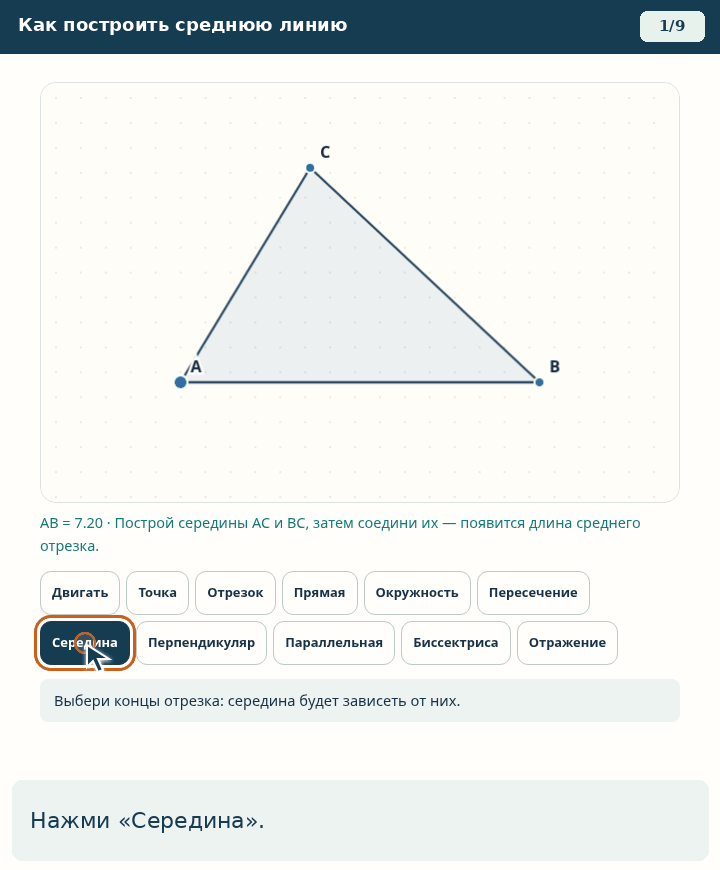 Как построить среднюю линию
1/9
C
A
B
AB = 7.20 · Построй середины AC и BC, затем соедини их — появится длина среднего
отрезка.
Двигать Точка Отрезок Прямая Окружность Пересечение
Середина Перпендикуляр Параллельная Биссектриса Отражение
Выбери концы отрезка: середина будет зависеть от них.
Нажми «Середина».